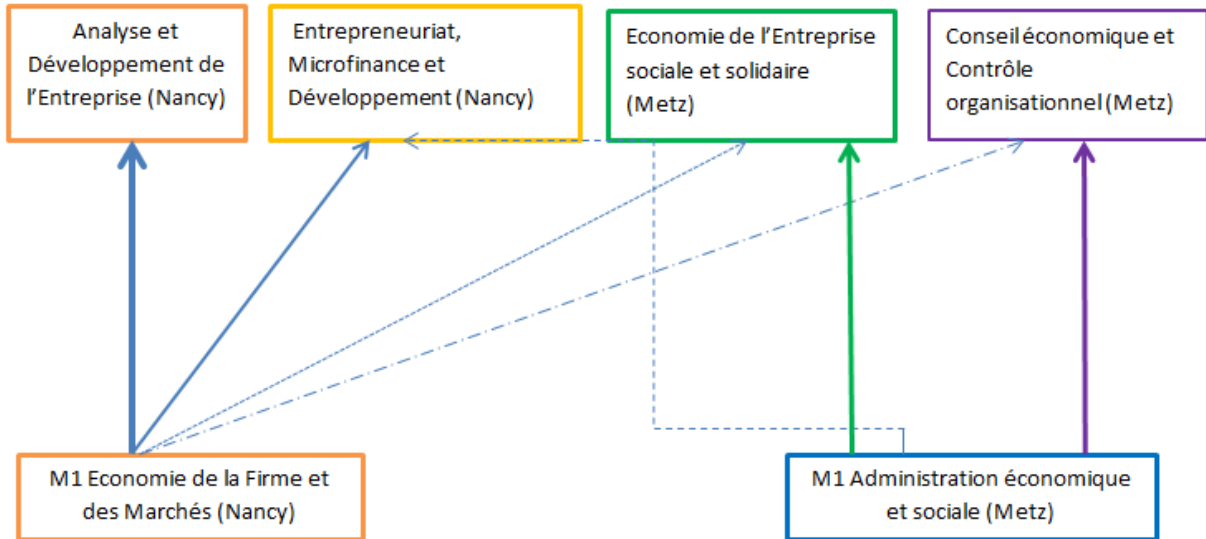 Analyse et
Développement de
l’Entreprise (Nancy)
Entrepreneuriat,
Microfinance et
Développement (Nancy)
Economie de l’Entreprise
sociale et solidaire
(Metz)
Conseil économique et
Contrôle
organisationnel (Metz)
M1 Economie de la Firme et
des Marchés (Nancy)
M1 Administration économique
et sociale (Metz)